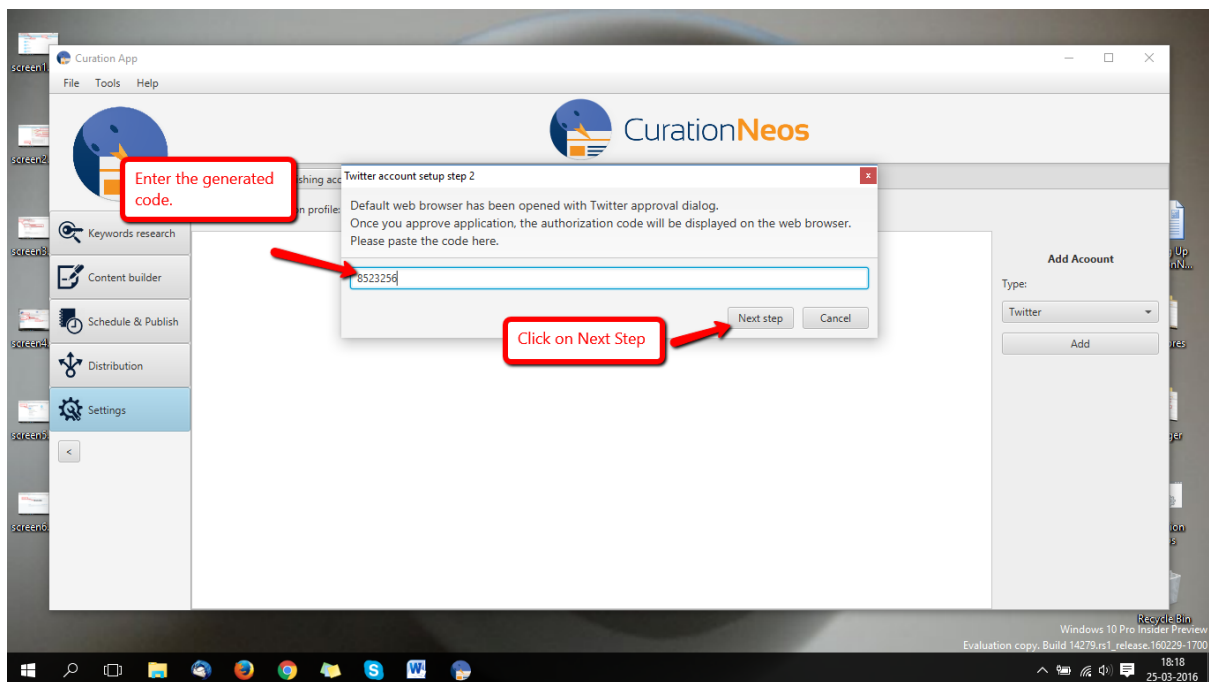 Curation App
File Tools Help
CurationNeos
Enter the generated
code.
Twitter account setup step 2
Default web browser has been opened with Twitter approval dialog.
Once you approve application, the authorization code will be displayed on the web browser.
Please paste the code here.
8523256
Next step Cancel
Click on Next Step
Keywords research
Content builder
Schedule & Publish
Distribution
Settings
<
Add Acoount
Type:
Twitter
Add
screen1
screen2
screen3
screen4
screen5
screen6
Recycle Bin
Windows 10 Pro Insider Preview
Evaluation copy. Build 14279.rs1_release.160229-1700
18:18
25-03-2016